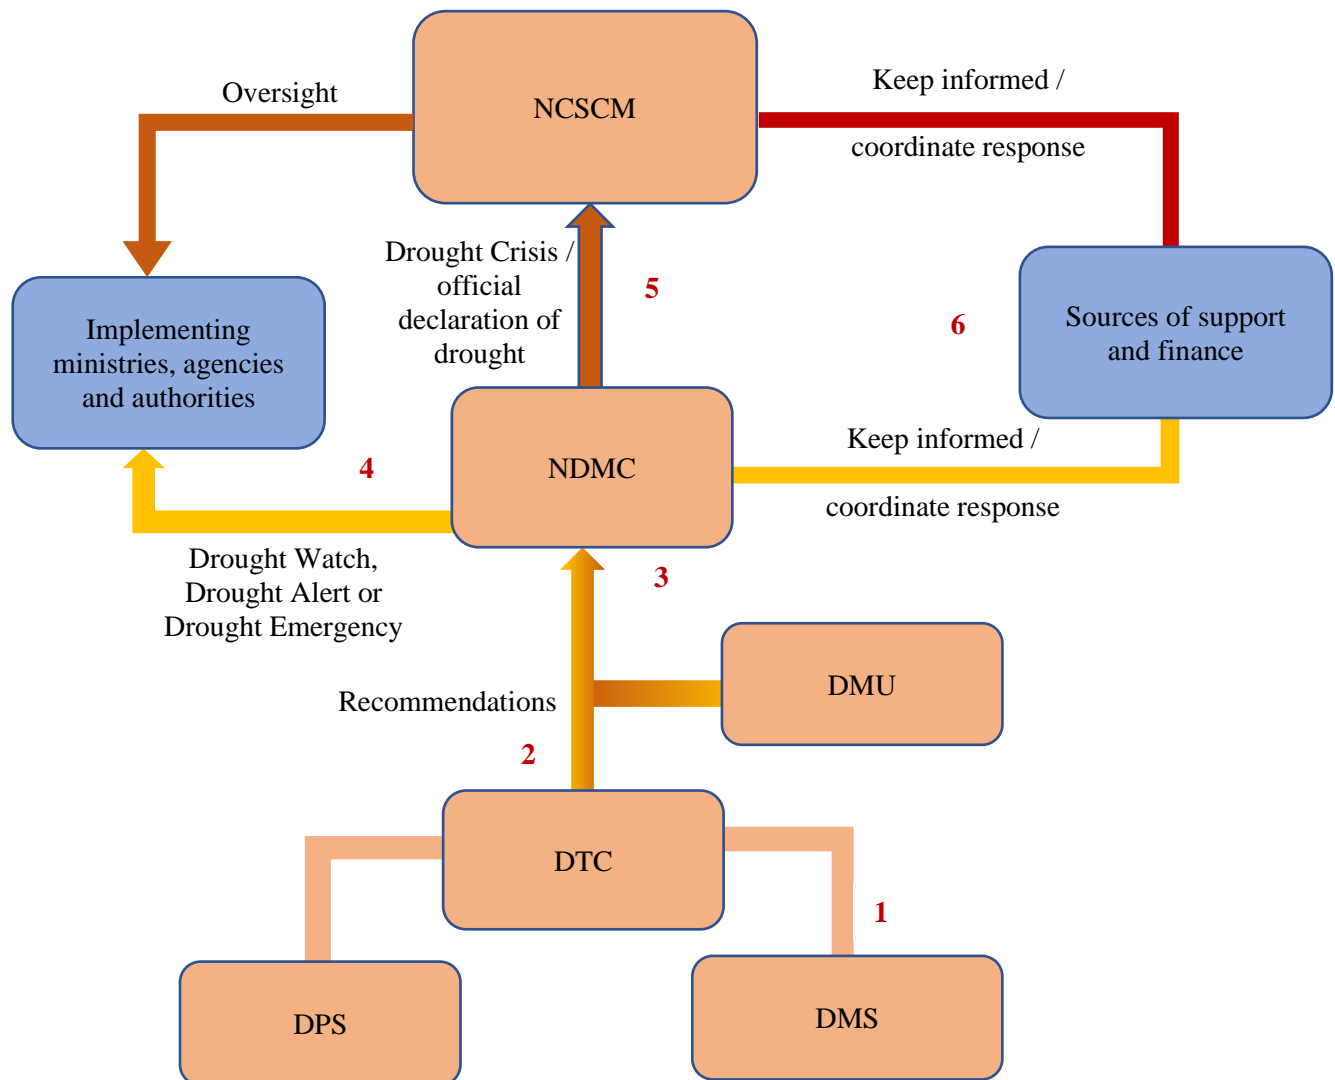 NCSCM
Oversight
Keep informed /
coordinate response
Drought Crisis /
official
declaration of
drought
5
Implementing
ministries, agencies
and authorities
6
Sources of support
and finance
4
NDMC
Keep informed /
coordinate response
Drought Watch,
Drought Alert or
Drought Emergency
3
DMU
Recommendations
2
DTC
1
DPS
DMS